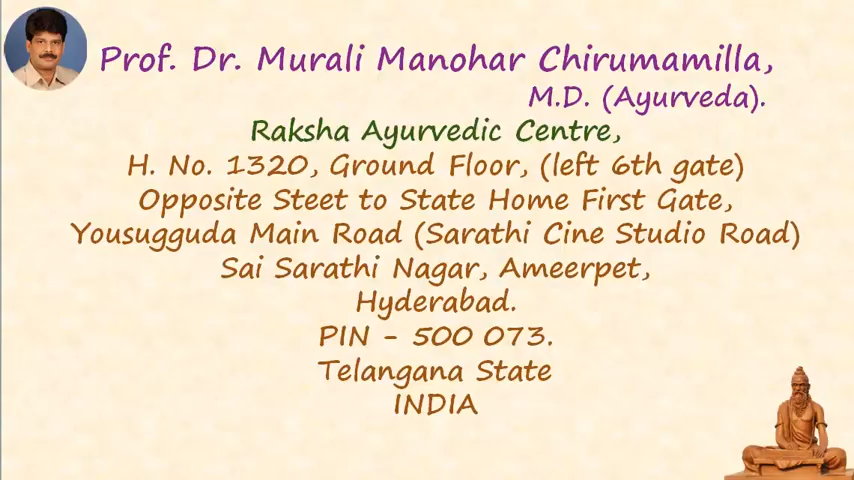 Prof. Dr. Murali Manohar Chirumamilla,
M.D. (Ayurveda).
Raksha Ayurvedic Centre,
H. No. 1320, Ground Floor, (left 6th gate)
Opposite Steet to State Home First Gate,
Yousugguda Main Road (Sarathi Cine Studio Road)
Sai Sarathi Nagar, Ameerpet,
Hyderabad.
PIN - 500 073.
Telangana State
INDIA